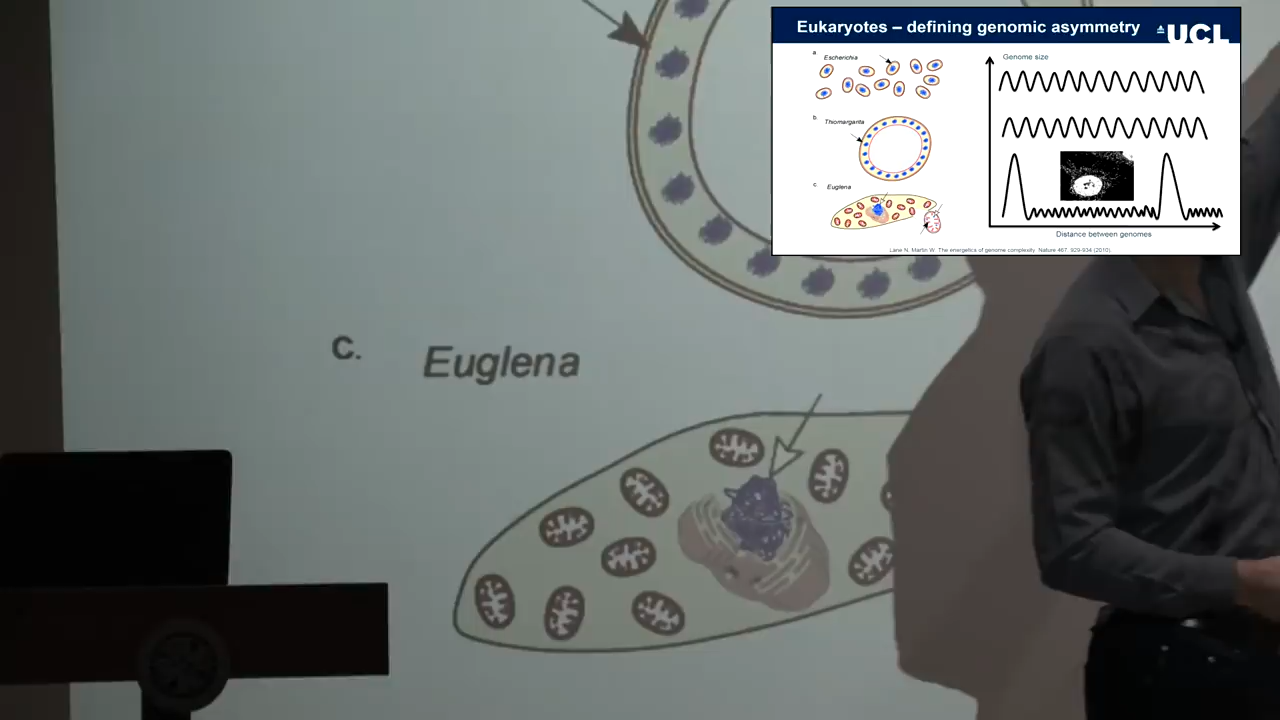 Eukaryotes – defining genomic asymmetry
UCL
a
Escherichia
b.
Thiomargarita
c.
Euglena
Genome size
Distance between genomes
Lane N, Martin W. The energetics of genome complexity. Nature 467: 929-934 (2010).
c.
Euglena